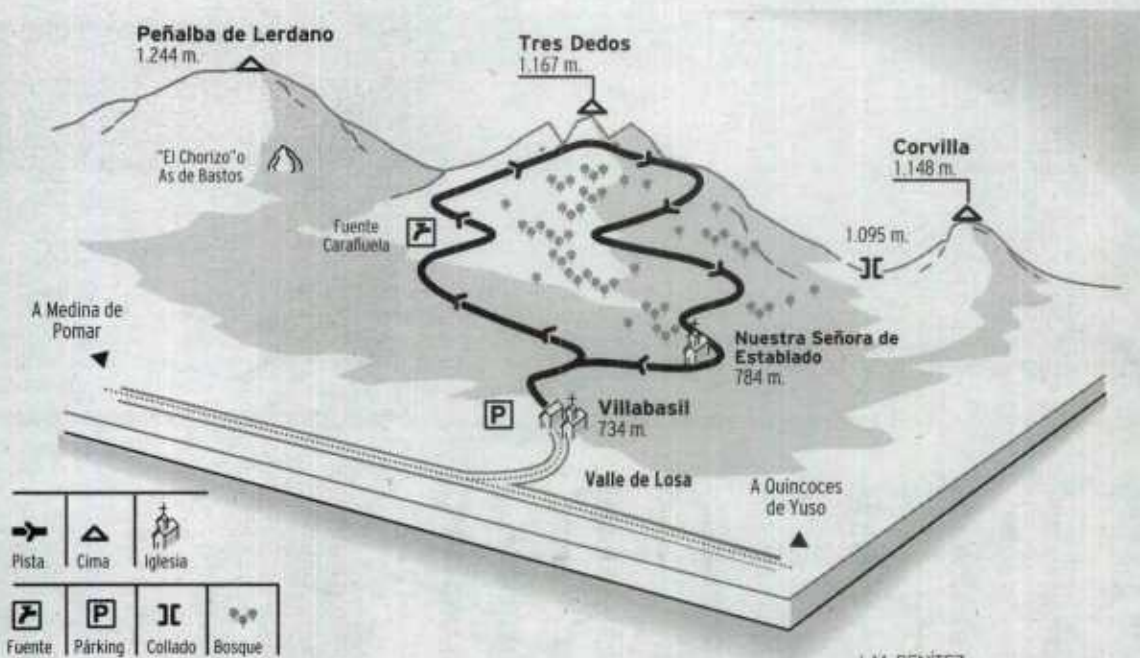 Peñalba de Lerdano
1.244 m.
Tres Dedos
1.167 m.
Corvilla
1.148 m.
"El Chorizo" o
As de Bastos
Fuente
Carañuela
1.095 m.
A Medina de
Pomar
Nuestra Señora de
Establado
784 m.
P
Villabasil
734 m.
Valle de Losa
A Quincoces
de Yuso
Pista
Cima
Iglesia
Fuente
P
Párking
Collado
Bosque
BENÍTEZ